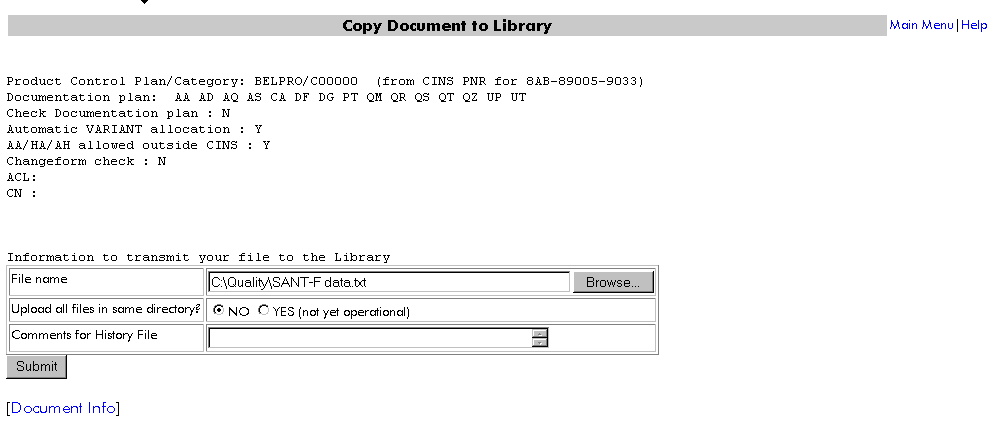 Copy Document to Library
Main Menu|Help
Product Control Plan/Category: BELPRO/C00000  (from CINS PNR for 8AB-89005-9033)
Documentation plan:  AA AD AQ AS CA DF DG PT QM QR QS QT QZ UP UT
Check Documentation plan : N
Automatic VARIANT allocation : Y
AA/HA/AH allowed outside CINS : Y
Changeform check : N
ACL:
CN :
Information to transmit your file to the Library
File name C:\Quality\SANT-F data.txt Browse...
Upload all files in same directory? NO YES (not yet operational)
Comments for History File
Submit
[Document Info]